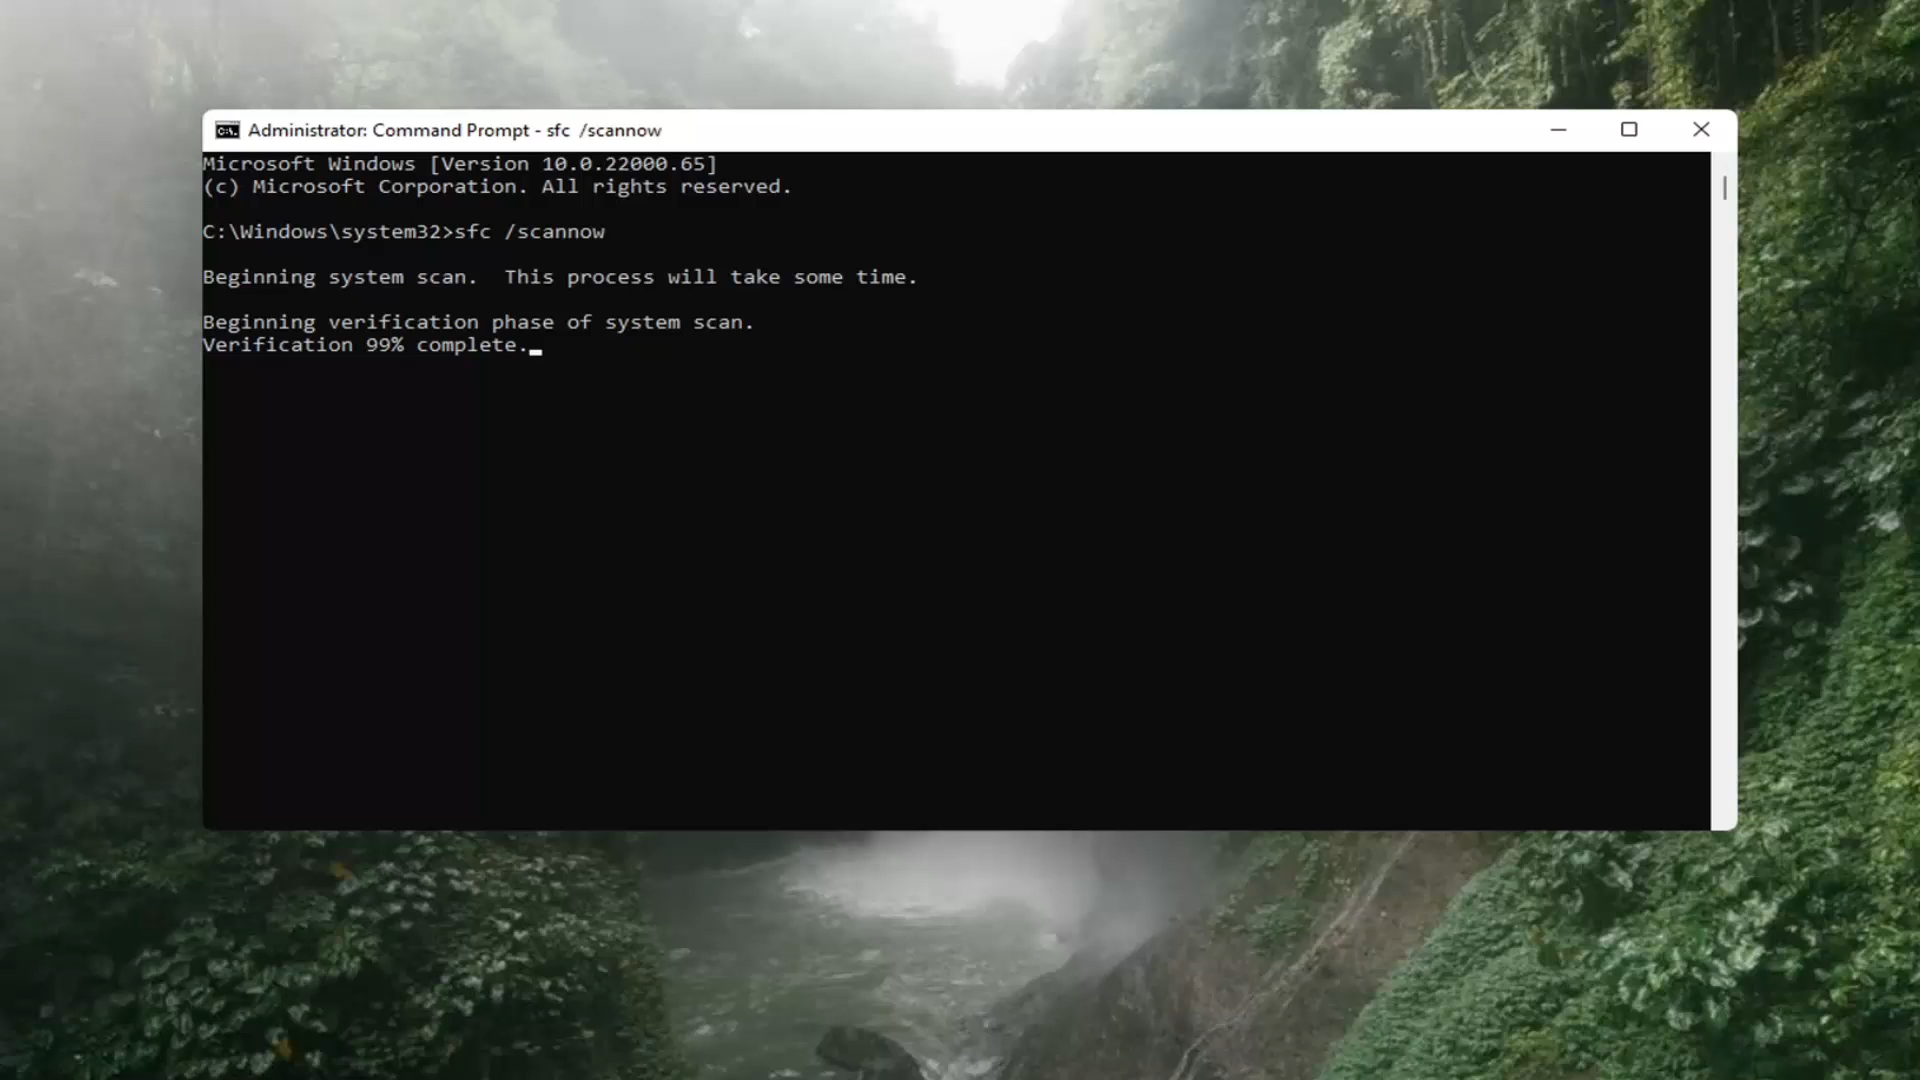 Administrator: Command Prompt - sfc  /scannow
Microsoft Windows [Version 10.0.22000.65]
(c) Microsoft Corporation. All rights reserved.
C:\Windows\system32>sfc /scannow
Beginning system scan.  This process will take some time.
Beginning verification phase of system scan.
Verification 99% complete.